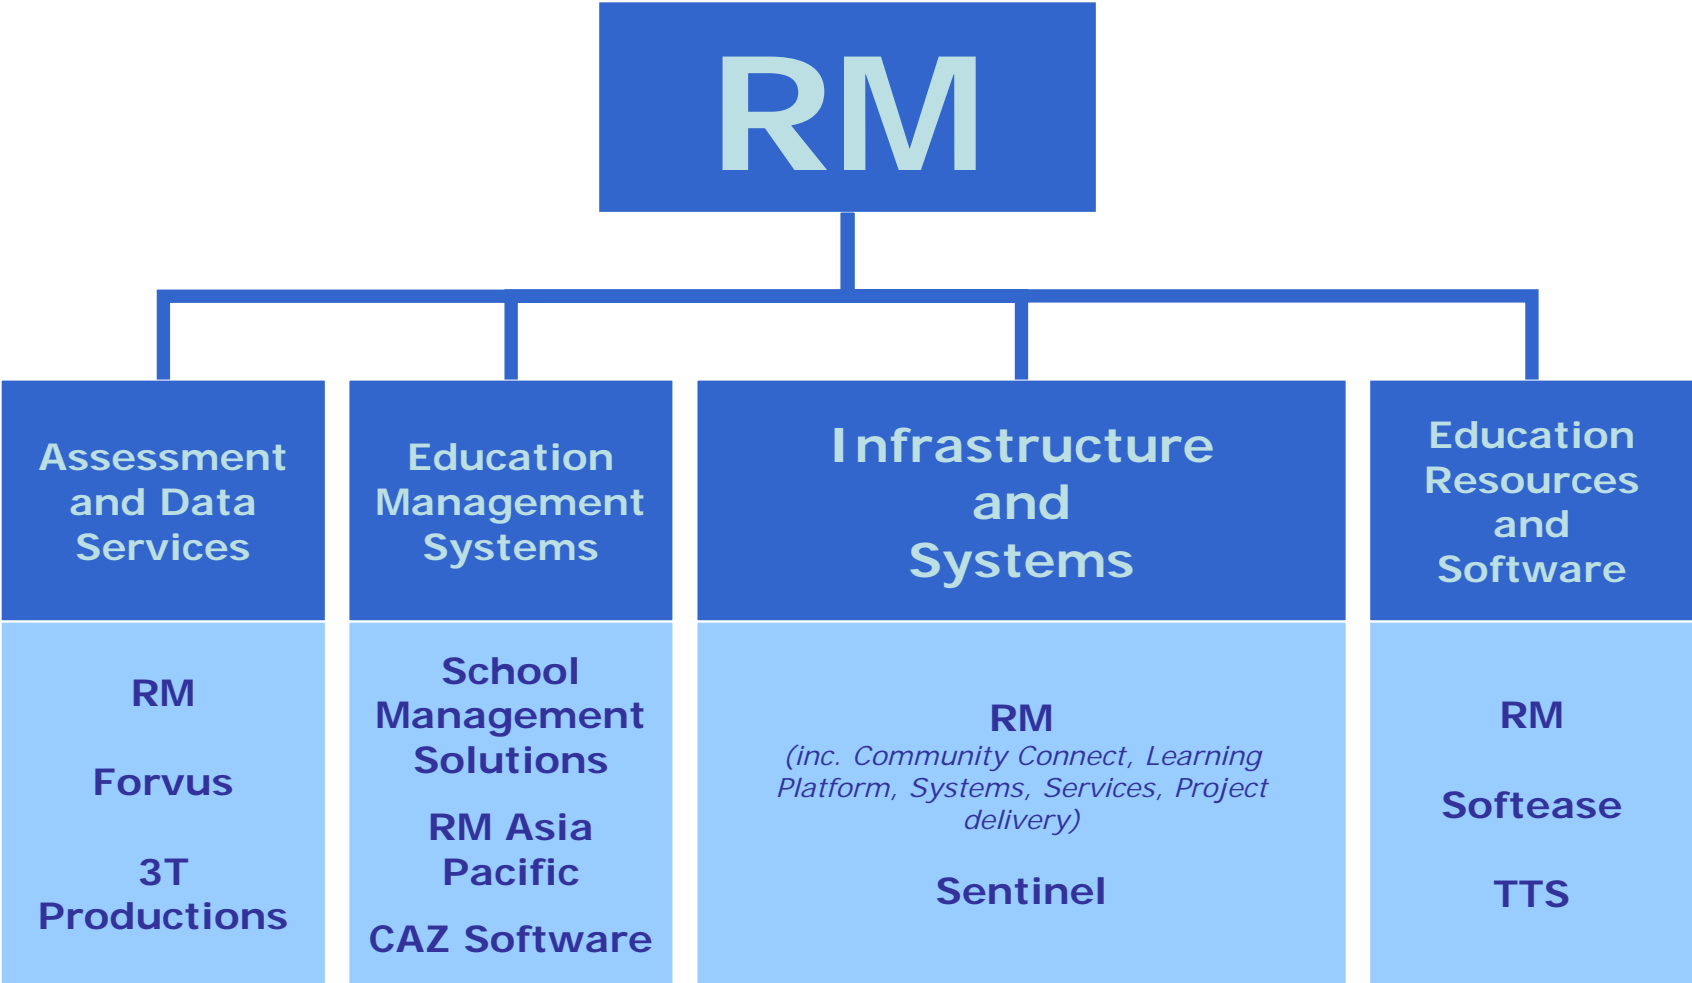 RM
Assessment
and Data
Services
Education
Management
Systems
Infrastructure
and
Systems
Education
Resources
and
Software
RM
Forvus
3T
Productions
School
Management
Solutions
RM Asia
Pacific
CAZ Software
RM
(inc. Community Connect, Learning
Platform, Systems, Services, Project
delivery)
Sentinel
RM
Softease
TTS